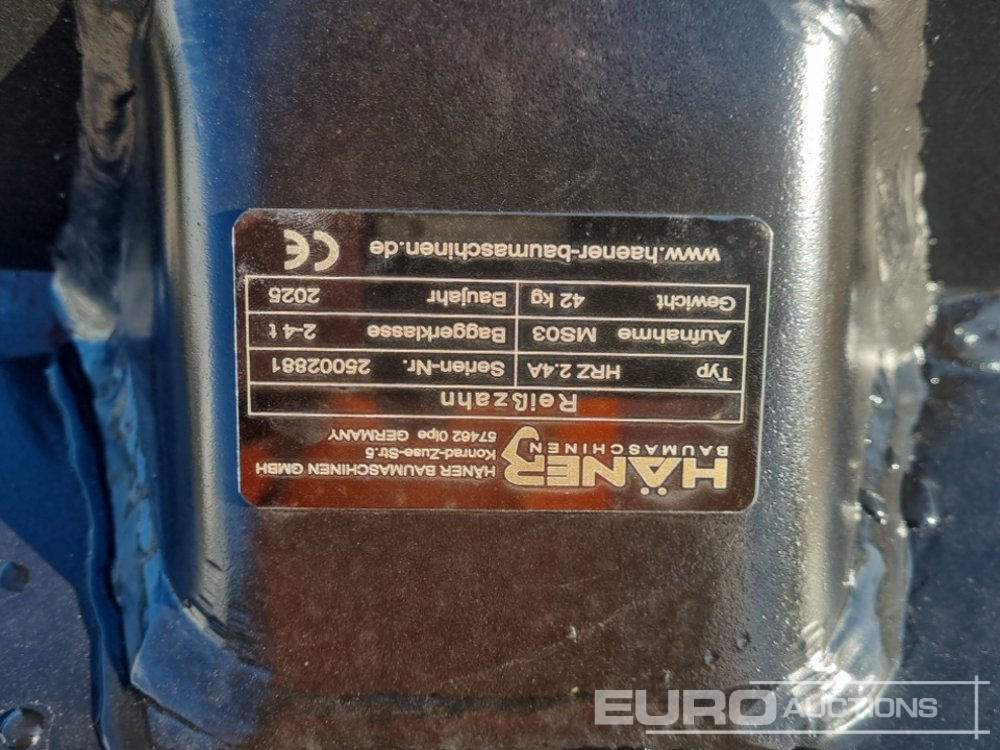 HÄNER
BAUMASCHINEN
HÄNER BAUMASCHINEN GMBH
Konrad-Zuse-Str.5
57462 Olpe GERMANY
Reißzahn
Typ HRZ 2.4A Serien-Nr. 25002881
Aufnahme MS03 Baggerklasse 2-4 t
Gewicht 42 kg Baujahr 2025
www.haener-baumaschinen.de CE
EURO AUCTIONS